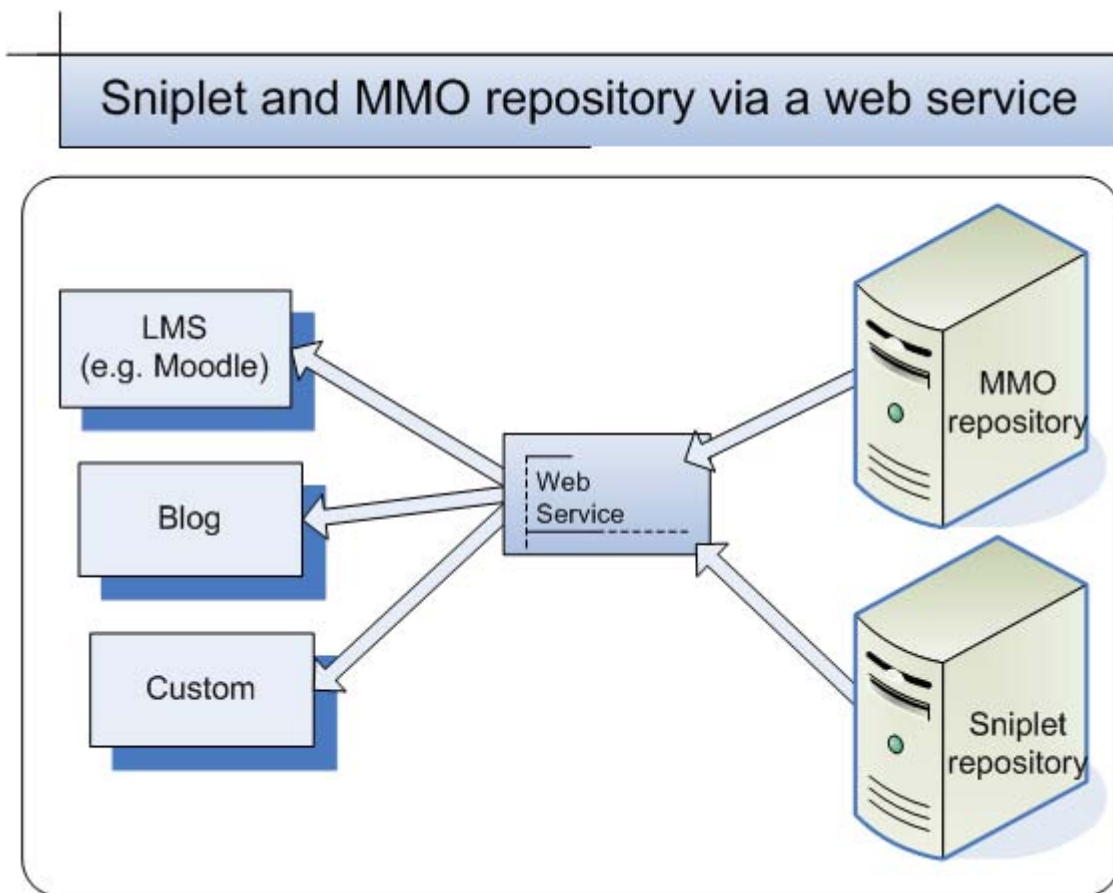 Sniplet and MMO repository via a web service
LMS
(e.g. Moodle)
Blog
Custom
Web
Service
MMO
repository
Sniplet
repository